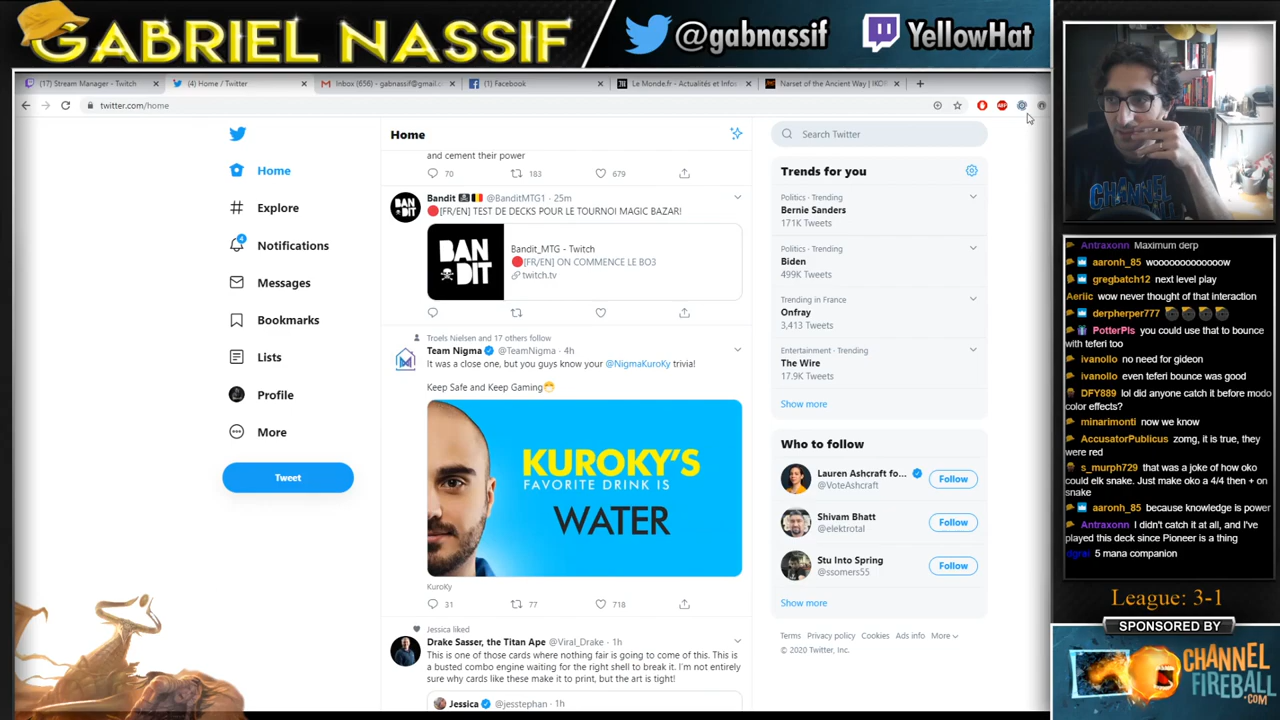 GABRIEL NASSIF
@gabnassif
YellowHat
(17) Stream Manager - Twitch
(4) Home / Twitter
Inbox (656) - gabnassif@gmail.c
(1) Facebook
Le Monde.fr - Actualités et Infos
Narset of the Ancient Way | IKOR
twitter.com/home
Home
Explore
Notifications
4
Messages
Bookmarks
Lists
Profile
More
Tweet
Home
and cement their power
70 183 679
Bandit @BanditMTG1 · 25m
[FR/EN] TEST DE DECKS POUR LE TOURNOI MAGIC BAZAR!
BAN
DIT
Bandit_MTG - Twitch
[FR/EN] ON COMMENCE LE BO3
twitch.tv
Troels Nielsen and 17 others follow
Team Nigma @TeamNigma · 4h
It was a close one, but you guys know your @NigmaKuroKy trivia!
Keep Safe and Keep Gaming
KUROKY'S
FAVORITE DRINK IS
WATER
KuroKy
31 77 718
Jessica liked
Drake Sasser, the Titan Ape @Viral_Drake · 1h
This is one of those cards where nothing fair is going to come of this. This
is a busted combo engine waiting for the right shell to break it. I'm not entirely
sure why cards like these make it to print, but the art is tight!
Jessica @jesstephan · 1h
Search Twitter
Trends for you
Politics · Trending
Bernie Sanders
171K Tweets
Politics · Trending
Biden
499K Tweets
Trending in France
Onfray
3,413 Tweets
Entertainment · Trending
The Wire
17.9K Tweets
Show more
Who to follow
Lauren Ashcraft fo...
@VoteAshcraft
Follow
Shivam Bhatt
@elektrotal
Follow
Stu Into Spring
@ssomers55
Follow
Show more
Terms Privacy policy Cookies Ads info More
© 2020 Twitter, Inc.
CHANNEL
Antraxonn Maximum derp
aaronh_85 wooooooooooooow
gregbatch12 next level play
Aerlic wow never thought of that interaction
derpherper777
PotterPls you could use that to bounce
with teferi too
ivanollo no need for gideon
ivanollo even teferi bounce was good
DFY889 lol did anyone catch it before modo
color effects?
minarimonti now we know
AccusatorPublicus zomg, it is true, they
were red
s_murph729 that was a joke of how oko
could elk snake. Just make oko a 4/4 then + on
snake
aaronh_85 because knowledge is power
Antraxonn I didn't catch it at all, and I've
played this deck since Pioneer is a thing
dgrai 5 mana companion
League: 3-1
SPONSORED BY
CHANNEL
FIREBALL
.COM